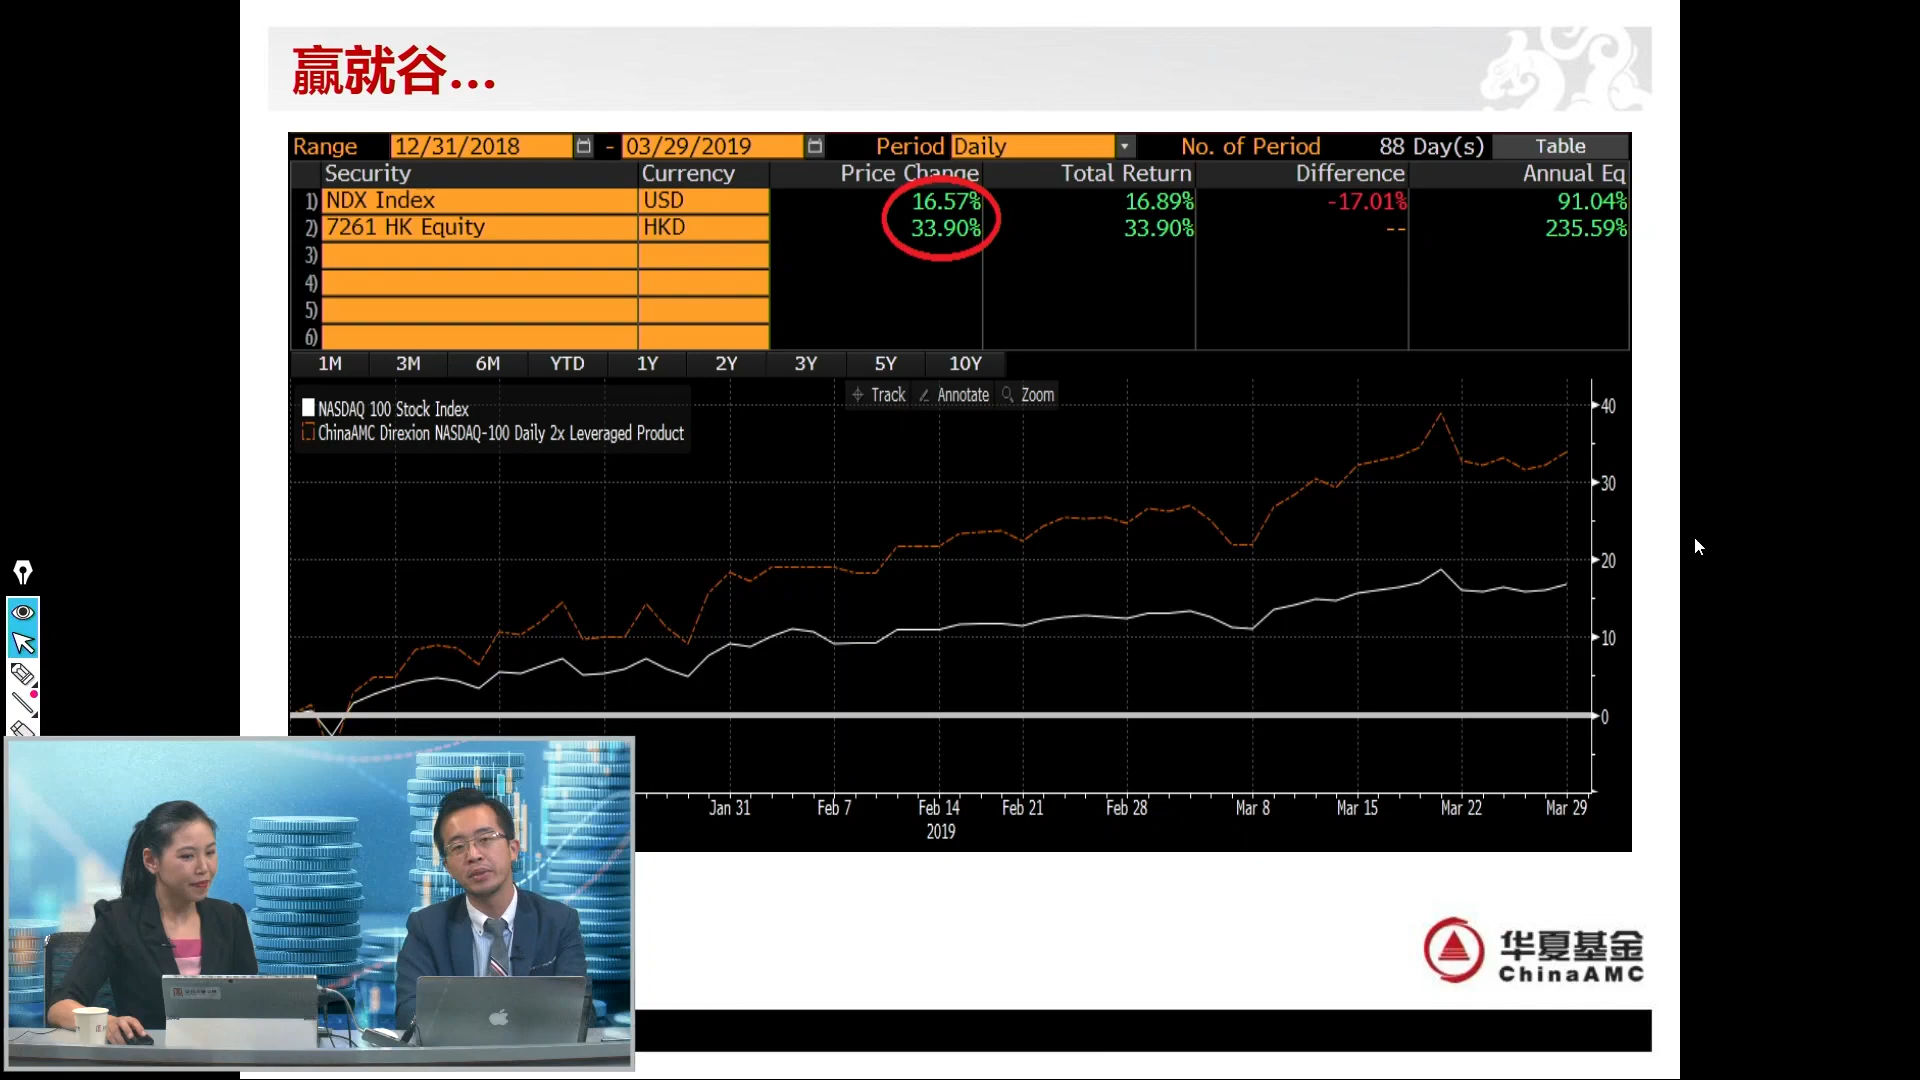 贏就谷...
Range 12/31/2018 - 03/29/2019 Period Daily No. of Period 88 Day(s) Table
Security Currency Price Change Total Return Difference Annual Eq
1) NDX Index USD 16.57% 16.89% -17.01% 91.04%
2) 7261 HK Equity HKD 33.90% 33.90% -- 235.59%
3)
4)
5)
6)
1M 3M 6M YTD 1Y 2Y 3Y 5Y 10Y
Track Annotate Zoom
NASDAQ 100 Stock Index
ChinaAMC Direxion NASDAQ-100 Daily 2x Leveraged Product
40
30
20
10
0
Jan 31 Feb 7 Feb 14 Feb 21 Feb 28 Mar 8 Mar 15 Mar 22 Mar 29
2019
华夏基金
ChinaAMC